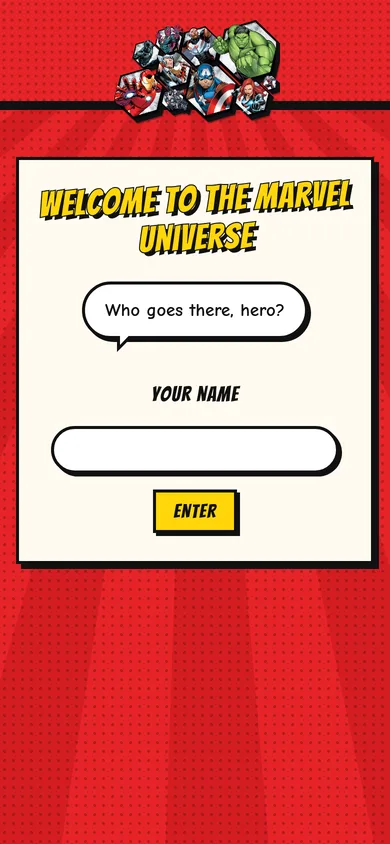 WELCOME TO THE MARVEL
UNIVERSE
Who goes there, hero?
YOUR NAME
ENTER